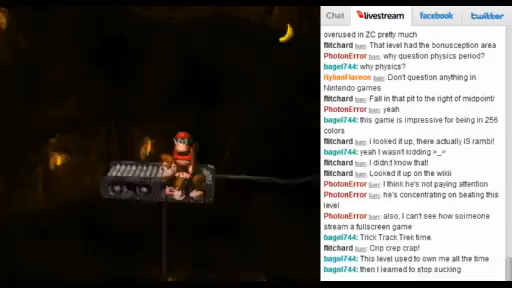 Chat livestream facebook twitter
overused in ZC pretty much
flitchard ban: That level had the bonusception area
PhotonError ban: why question physics period?
bagel744: why physics?
HylianFlareon ban: Don't question anything in
Nintendo games
flitchard ban: Fall in that pit to the right of midpoint/
PhotonError ban: yeah
bagel744: this game is impressive for being in 256
colors
flitchard ban: I looked it up, there actually IS rambi!
bagel744: yeah I wasn't kidding >_>
flitchard ban: I didn;t know that!
flitchard ban: Looked it up on the wikii
PhotonError ban: I think he's not paying attention
PhotonError ban: he's concentrating on beating this
level
PhotonError ban: also, I can't see how someone
stream a fullscreen game
bagel744: Trick Track Trek time.
flitchard ban: Crip crep crap!
bagel744: This level used to own me all the time
bagel744: then I learned to stop sucking